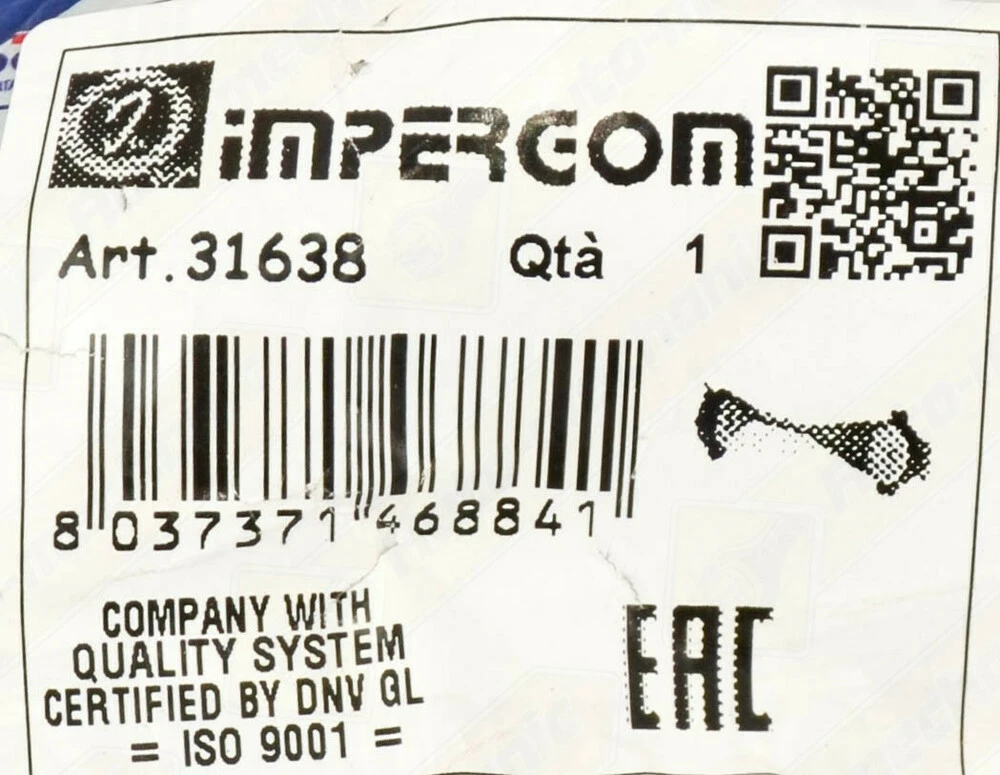 iMPERGOM
Art.31638 Qtà 1
8 037371 468841
COMPANY WITH
QUALITY SYSTEM
CERTIFIED BY DNV GL
= ISO 9001 =
EAC